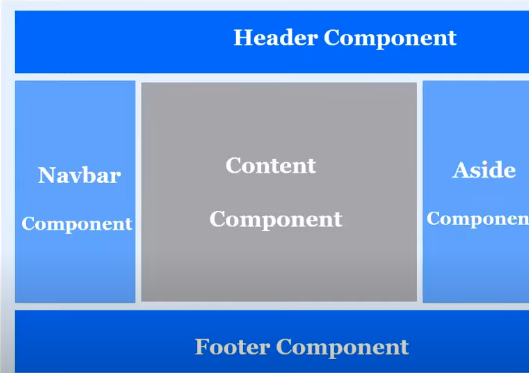 Header Component
Navbar
Component
Content
Component
Aside
Componen
Footer Component